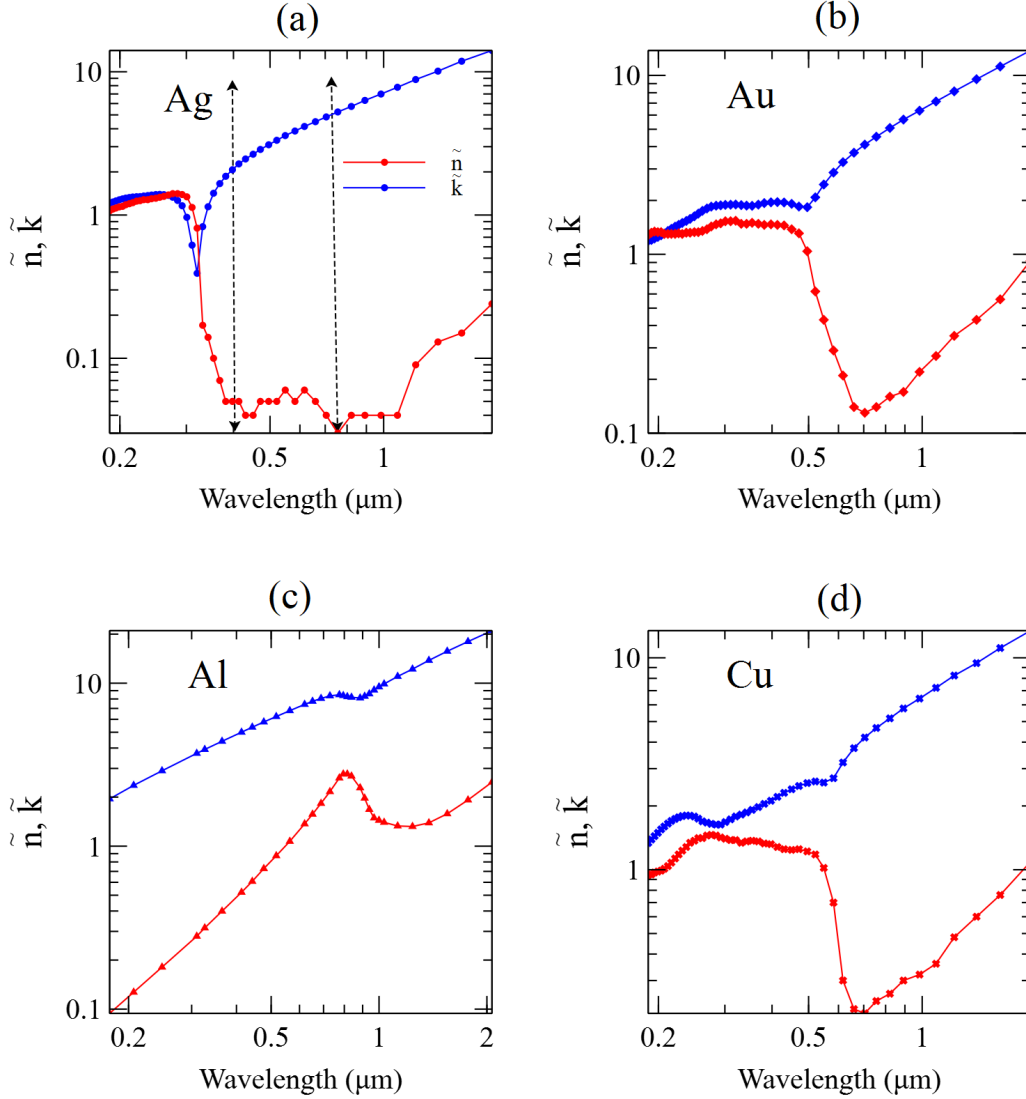 (a)
10
1
0.1
ñ, k̃
Ag
ñ
k̃
0.2
0.5
1
Wavelength (μm)
(b)
10
1
0.1
ñ, k̃
Au
0.2
0.5
1
Wavelength (μm)
(c)
10
1
0.1
ñ, k̃
Al
0.2
0.5
1
2
Wavelength (μm)
(d)
10
1
ñ, k̃
Cu
0.2
0.5
1
Wavelength (μm)